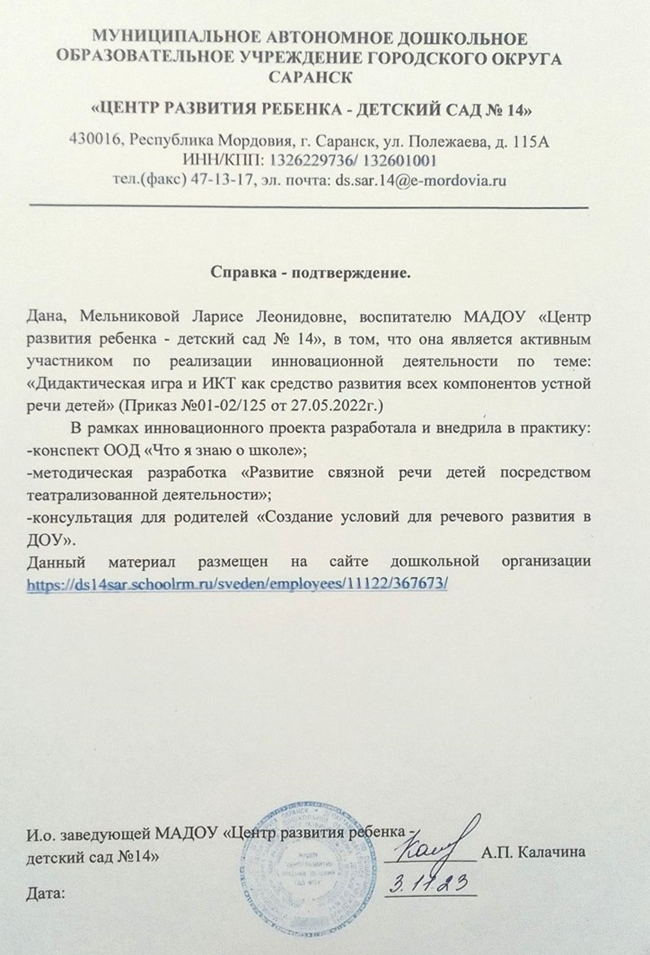 МУНИЦИПАЛЬНОЕ АВТОНОМНОЕ ДОШКОЛЬНОЕ
ОБРАЗОВАТЕЛЬНОЕ УЧРЕЖДЕНИЕ ГОРОДСКОГО ОКРУГА
САРАНСК
«ЦЕНТР РАЗВИТИЯ РЕБЕНКА - ДЕТСКИЙ САД № 14»
430016, Республика Мордовия, г. Саранск, ул. Полежаева, д. 115А
ИНН/КПП: 1326229736/ 132601001
тел.(факс) 47-13-17, эл. почта: ds.sar.14@e-mordovia.ru
Справка - подтверждение.
Дана, Мельниковой Ларисе Леонидовне, воспитателю МАДОУ «Центр
развития ребенка - детский сад № 14», в том, что она является активным
участником по реализации инновационной деятельности по теме:
«Дидактическая игра и ИКТ как средство развития всех компонентов устной
речи детей» (Приказ №01-02/125 от 27.05.2022г.)
В рамках инновационного проекта разработала и внедрила в практику:
-конспект ООД «Что я знаю о школе»;
-методическая разработка «Развитие связной речи детей посредством
театрализованной деятельности»;
-консультация для родителей «Создание условий для речевого развития в
ДОУ».
Данный материал размещен на сайте дошкольной организации
https://ds14sar.schoolrm.ru/sveden/employees/11122/367673/
И.о. заведующей МАДОУ «Центр развития ребенка -
детский сад №14» А.П. Калачина
Дата: 3.11.23